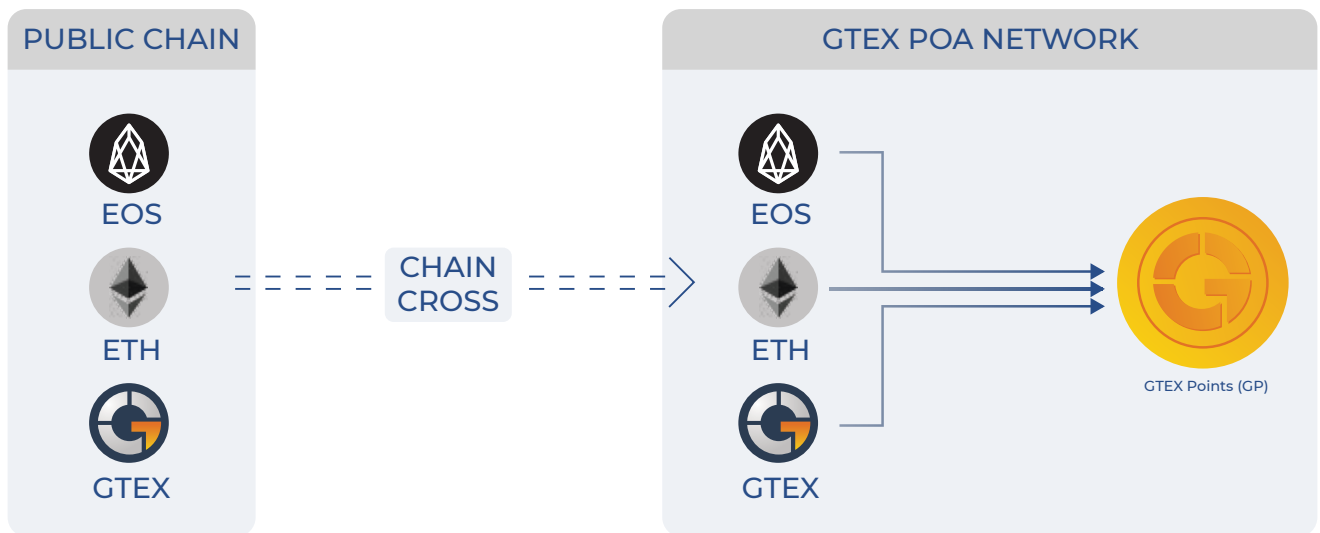 PUBLIC CHAIN
EOS
ETH
GTEX
CHAIN
CROSS
GTEX POA NETWORK
EOS
ETH
GTEX
GTEX Points (GP)